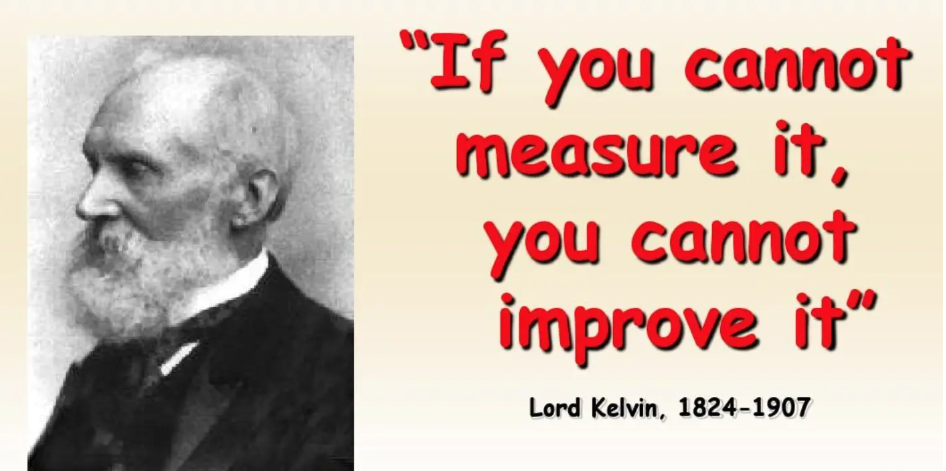 “If you cannot
measure it,
you cannot
improve it”
Lord Kelvin, 1824-1907